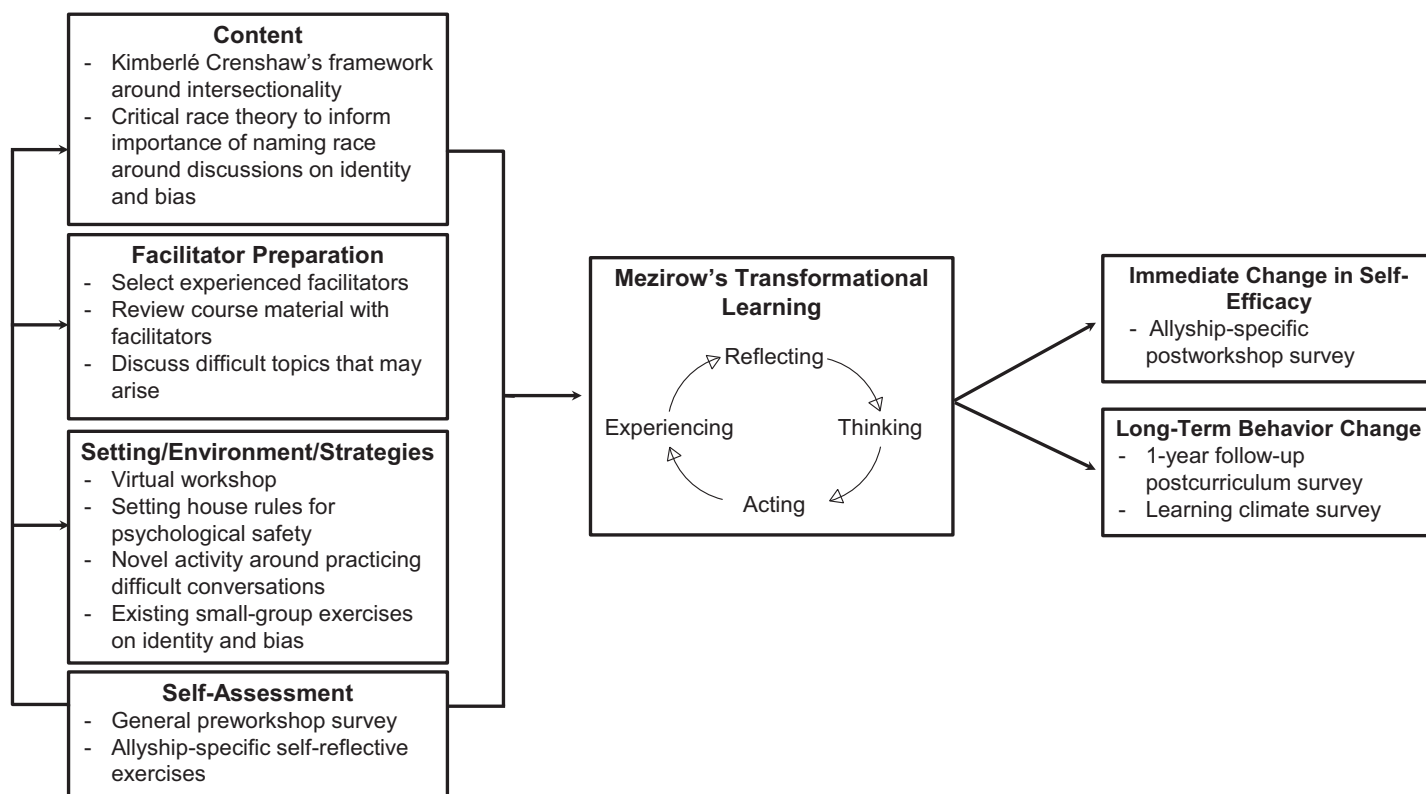 Content
- Kimberlé Crenshaw's framework
around intersectionality
- Critical race theory to inform
importance of naming race
around discussions on identity
and bias
Facilitator Preparation
- Select experienced facilitators
- Review course material with
facilitators
- Discuss difficult topics that may
arise
Setting/Environment/Strategies
- Virtual workshop
- Setting house rules for
psychological safety
- Novel activity around practicing
difficult conversations
- Existing small-group exercises
on identity and bias
Self-Assessment
- General preworkshop survey
- Allyship-specific self-reflective
exercises
Mezirow's Transformational
Learning
Reflecting
Thinking
Acting
Experiencing
Immediate Change in Self-
Efficacy
- Allyship-specific
postworkshop survey
Long-Term Behavior Change
- 1-year follow-up
postcurriculum survey
- Learning climate survey